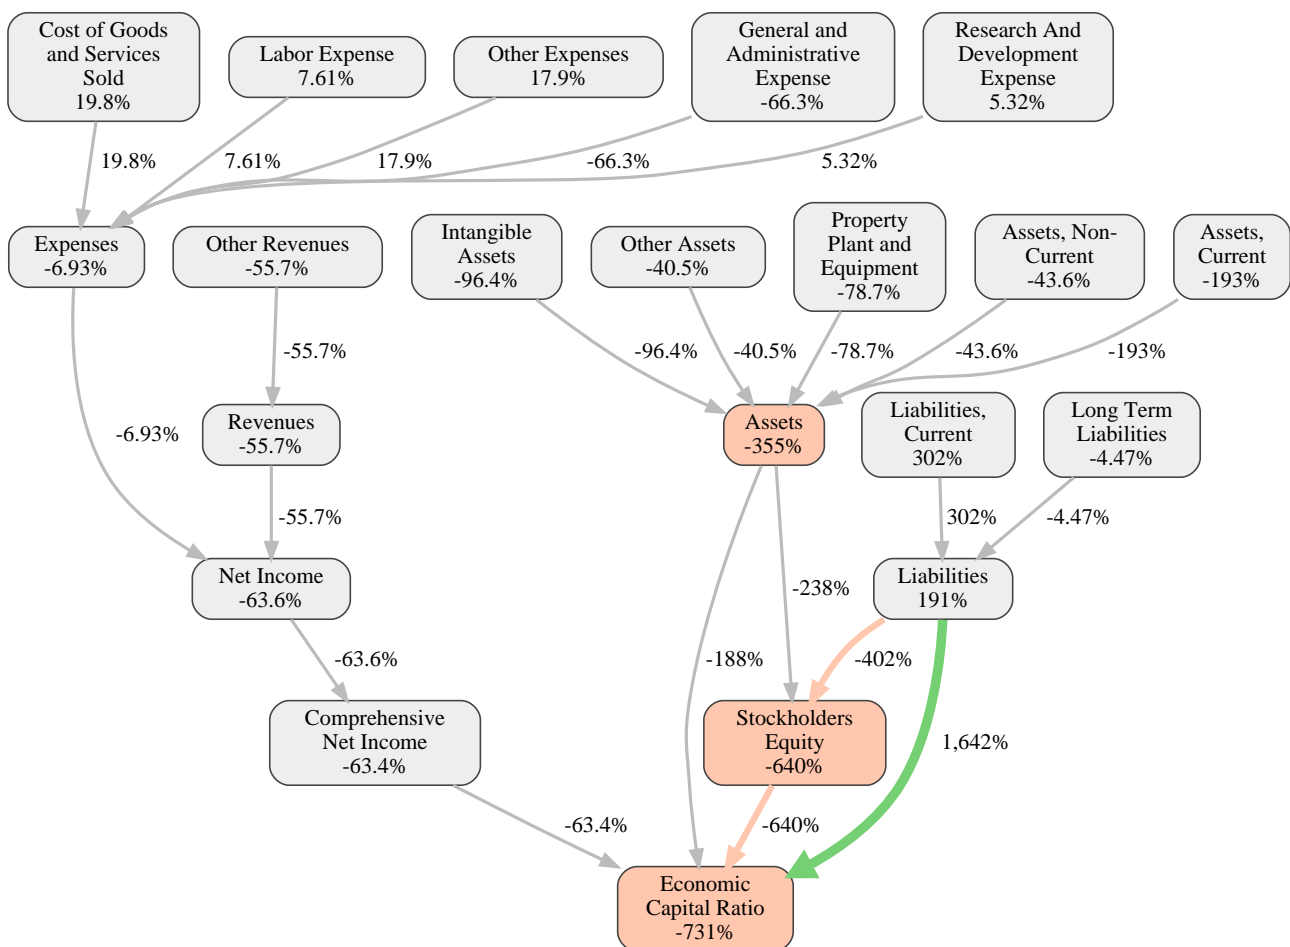 Cost of Goods
and Services
Sold
19.8%
Labor Expense
7.61%
Other Expenses
17.9%
General and
Administrative
Expense
-66.3%
Research And
Development
Expense
5.32%
19.8%
7.61%
17.9%
-66.3%
5.32%
Expenses
-6.93%
Other Revenues
-55.7%
Intangible
Assets
-96.4%
Other Assets
-40.5%
Property
Plant and
Equipment
-78.7%
Assets, Non-
Current
-43.6%
Assets,
Current
-193%
-55.7%
-96.4%
-40.5%
-78.7%
-43.6%
-193%
-6.93%
Revenues
-55.7%
Assets
-355%
Liabilities,
Current
302%
Long Term
Liabilities
-4.47%
-55.7%
302%
-4.47%
Net Income
-63.6%
-238%
Liabilities
191%
-63.6%
-188%
-402%
Comprehensive
Net Income
-63.4%
Stockholders
Equity
-640%
1,642%
-63.4%
-640%
Economic
Capital Ratio
-731%